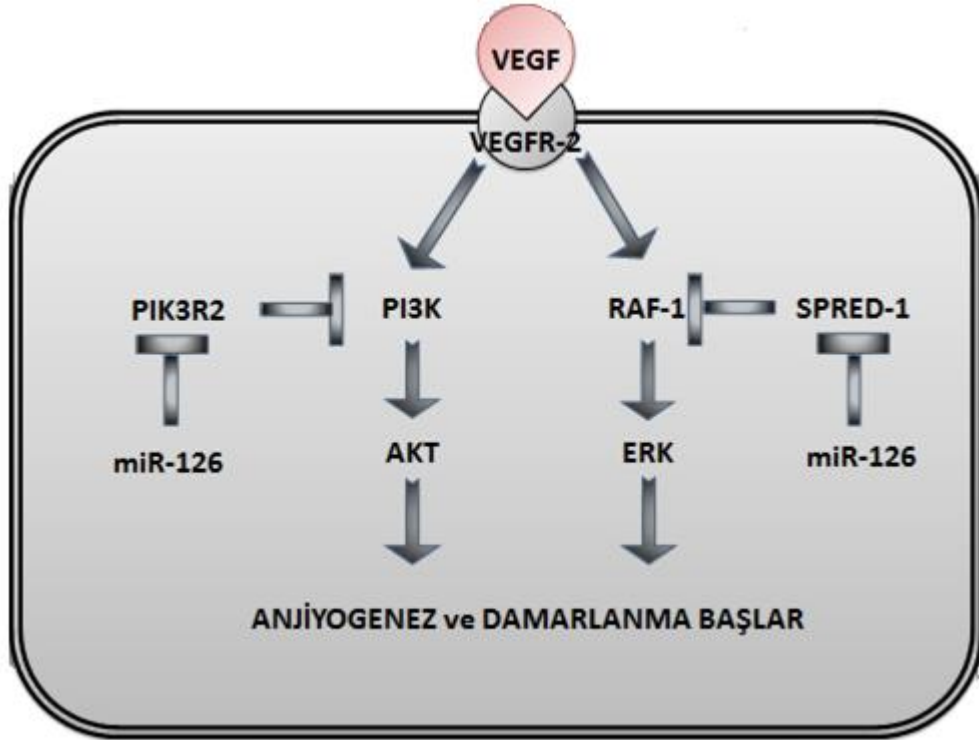 VEGF
VEGFR-2
PIK3R2 PI3K RAF-1 SPRED-1
miR-126 AKT ERK miR-126
ANJİYOGENEZ ve DAMARLANMA BAŞLAR